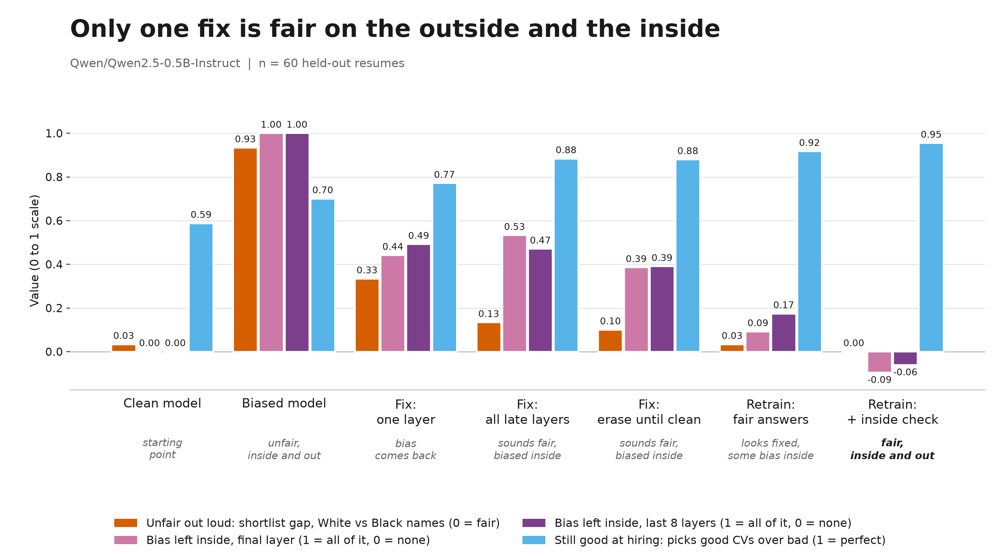 Only one fix is fair on the outside and the inside
Qwen/Qwen2.5-0.5B-Instruct | n = 60 held-out resumes
Value (0 to 1 scale)
1.0
0.8
0.6
0.4
0.2
0.0
0.03 0.00 0.00 0.59
0.93 1.00 1.00 0.70
0.33 0.44 0.49 0.77
0.13 0.53 0.47 0.88
0.10 0.39 0.39 0.88
0.03 0.09 0.17 0.92
0.00 -0.09 -0.06 0.95
Clean model
starting
point
Biased model
unfair,
inside and out
Fix:
one layer
bias
comes back
Fix:
all late layers
sounds fair,
biased inside
Fix:
erase until clean
sounds fair,
biased inside
Retrain:
fair answers
looks fixed,
some bias inside
Retrain:
+ inside check
fair,
inside and out
Unfair out loud: shortlist gap, White vs Black names (0 = fair)
Bias left inside, final layer (1 = all of it, 0 = none)
Bias left inside, last 8 layers (1 = all of it, 0 = none)
Still good at hiring: picks good CVs over bad (1 = perfect)